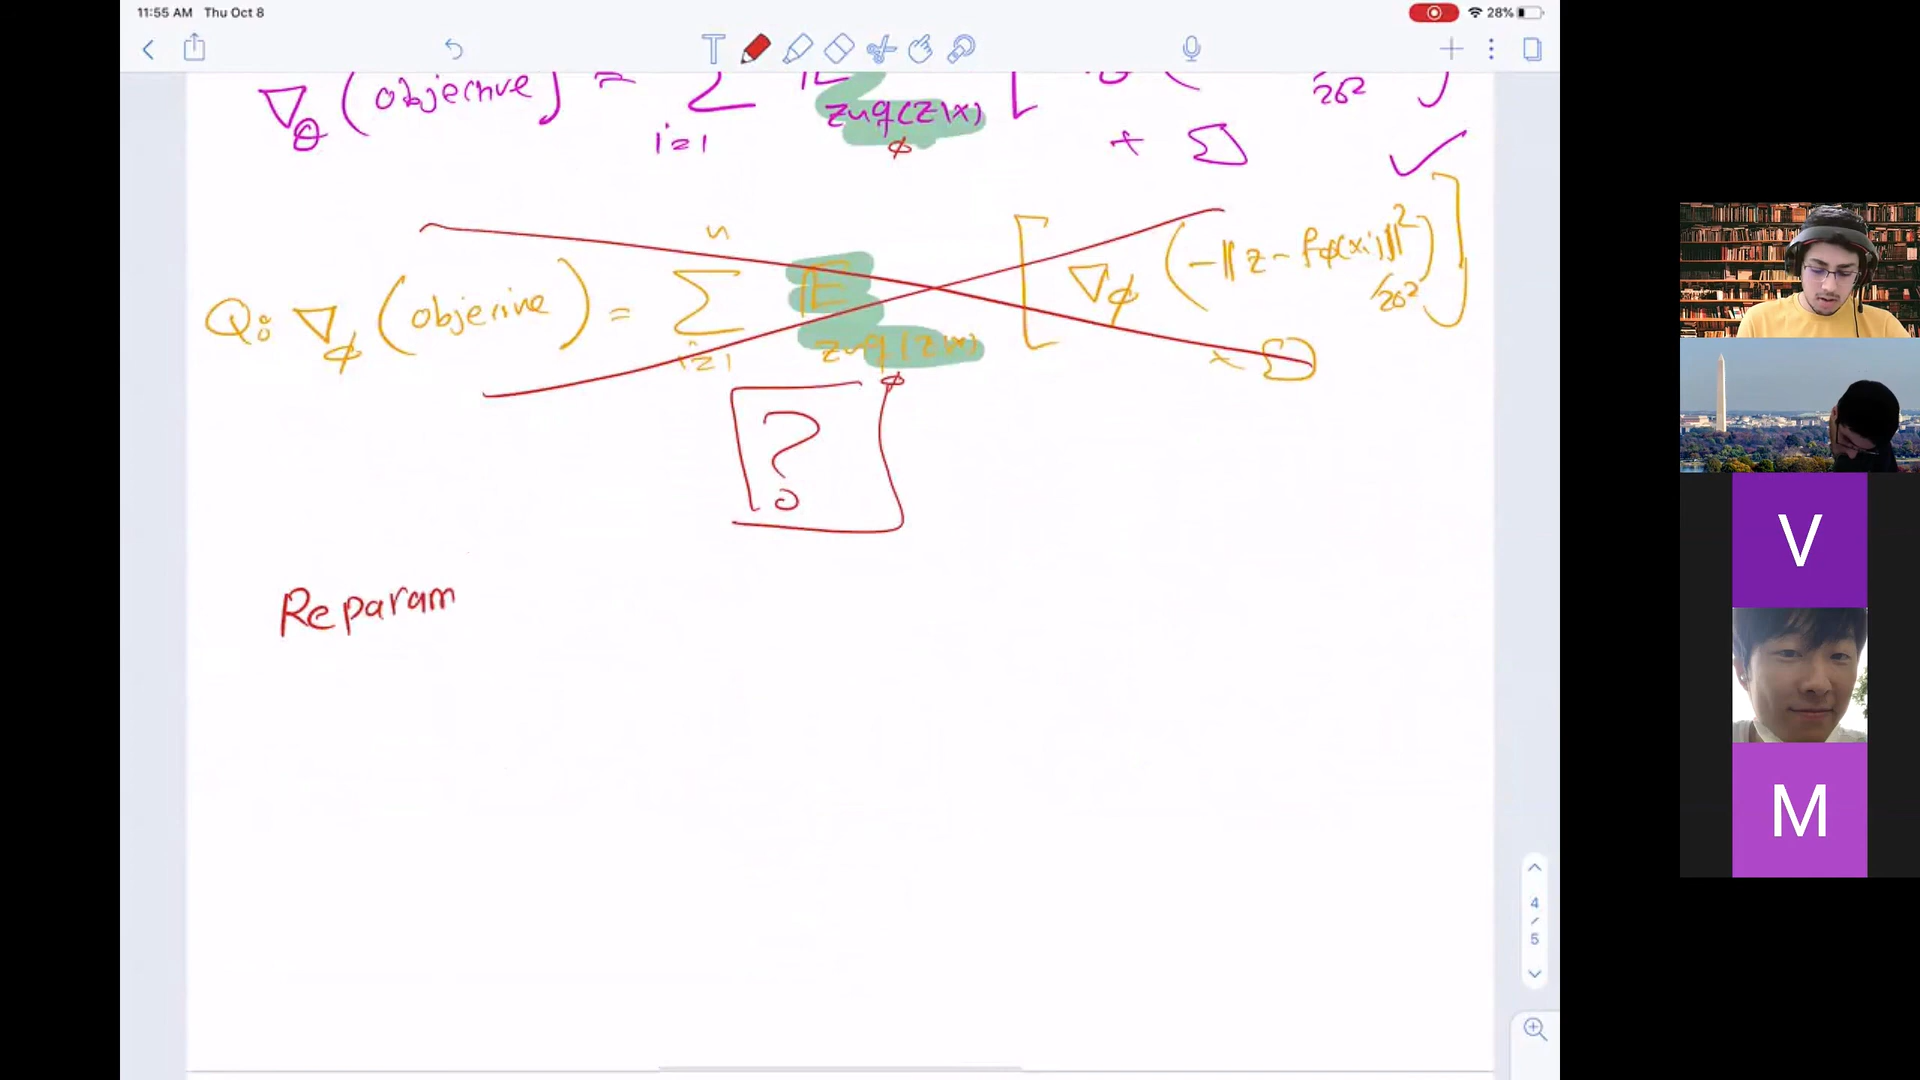 11:55 AM Thu Oct 8 28%
T
∇θ (objective) = Σ i=1 E z~qφ(z|x) [ /2σ² ]
+ ✓
Q: ∇φ (objective) = Σ i=1 n E z~qφ(z|x) [ ∇φ ( -||z - fφ(xi)||² /2σ² ) + ]
?
Reparam
4
/
5
V
M